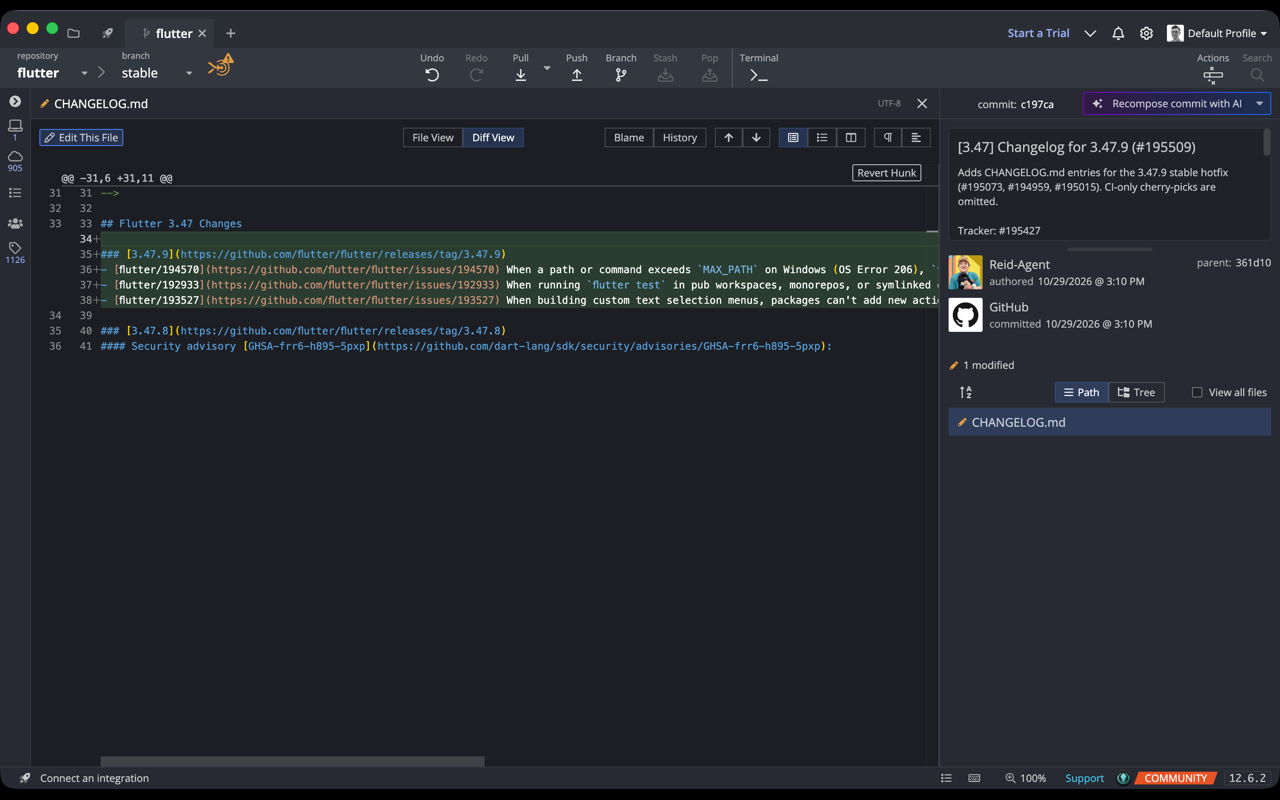 flutter
Start a Trial
Default Profile
repository
flutter
branch
stable
Undo
Redo
Pull
Push
Branch
Stash
Pop
Terminal
Actions
Search
1
905
1126
CHANGELOG.md
UTF-8
Edit This File
File View
Diff View
Blame
History
@@ -31,6 +31,11 @@
Revert Hunk
31 31 -->
32 32
33 33 ## Flutter 3.47 Changes
34+
35+ ### [3.47.9](https://github.com/flutter/flutter/releases/tag/3.47.9)
36+ - [flutter/194570](https://github.com/flutter/flutter/issues/194570) When a path or command exceeds `MAX_PATH` on Windows (OS Error 206), `
37+ - [flutter/192933](https://github.com/flutter/flutter/issues/192933) When running `flutter test` in pub workspaces, monorepos, or symlinked
38+ - [flutter/193527](https://github.com/flutter/flutter/issues/193527) When building custom text selection menus, packages can't add new acti
34 39
35 40 ### [3.47.8](https://github.com/flutter/flutter/releases/tag/3.47.8)
36 41 #### Security advisory [GHSA-frr6-h895-5pxp](https://github.com/dart-lang/sdk/security/advisories/GHSA-frr6-h895-5pxp):
commit: c197ca
Recompose commit with AI
[3.47] Changelog for 3.47.9 (#195509)
Adds CHANGELOG.md entries for the 3.47.9 stable hotfix
(#195073, #194959, #195015). CI-only cherry-picks are
omitted.
Tracker: #195427
Reid-Agent
authored 10/29/2026 @ 3:10 PM
parent: 361d10
GitHub
committed 10/29/2026 @ 3:10 PM
1 modified
Path
Tree
View all files
CHANGELOG.md
Connect an integration
100%
Support
COMMUNITY
12.6.2